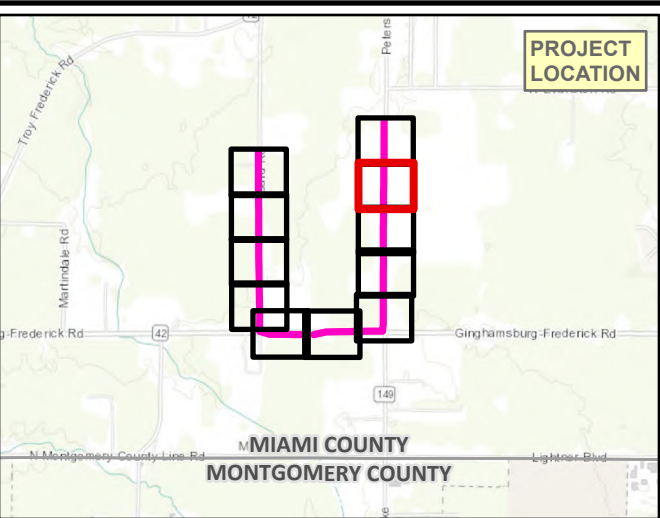 Peters
PROJECT
LOCATION
Troy Frederick Rd
Martindale Rd
g-Frederick Rd
42
Ginghamsburg-Frederick Rd
149
MIAMI COUNTY
N Montgomery County Line Rd
Lightner Blvd
MONTGOMERY COUNTY